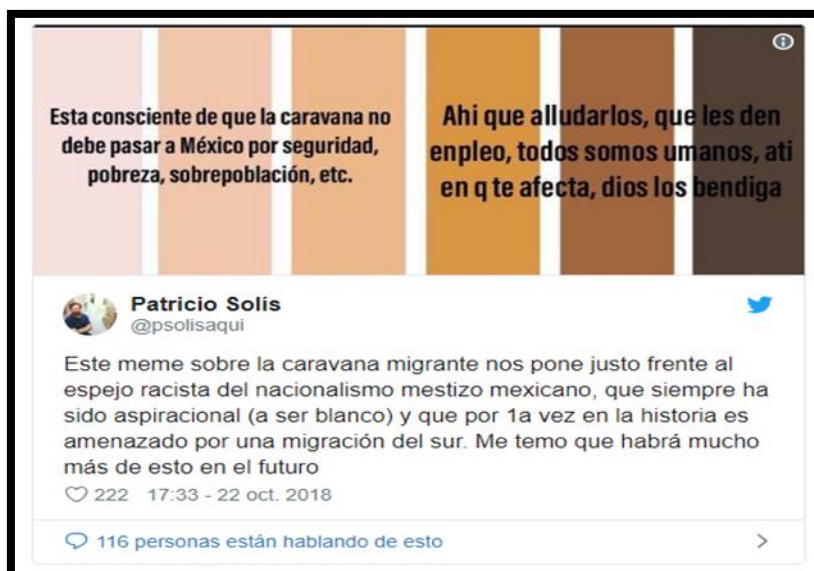 Esta consciente de que la caravana no
debe pasar a México por seguridad,
pobreza, sobrepoblación, etc.
Ahi que alludarlos, que les den
enpleo, todos somos umanos, ati
en q te afecta, dios los bendiga
Patricio Solís
@psolisaqui
Este meme sobre la caravana migrante nos pone justo frente al
espejo racista del nacionalismo mestizo mexicano, que siempre ha
sido aspiracional (a ser blanco) y que por 1a vez en la historia es
amenazado por una migración del sur. Me temo que habrá mucho
más de esto en el futuro
222 17:33 - 22 oct. 2018
116 personas están hablando de esto